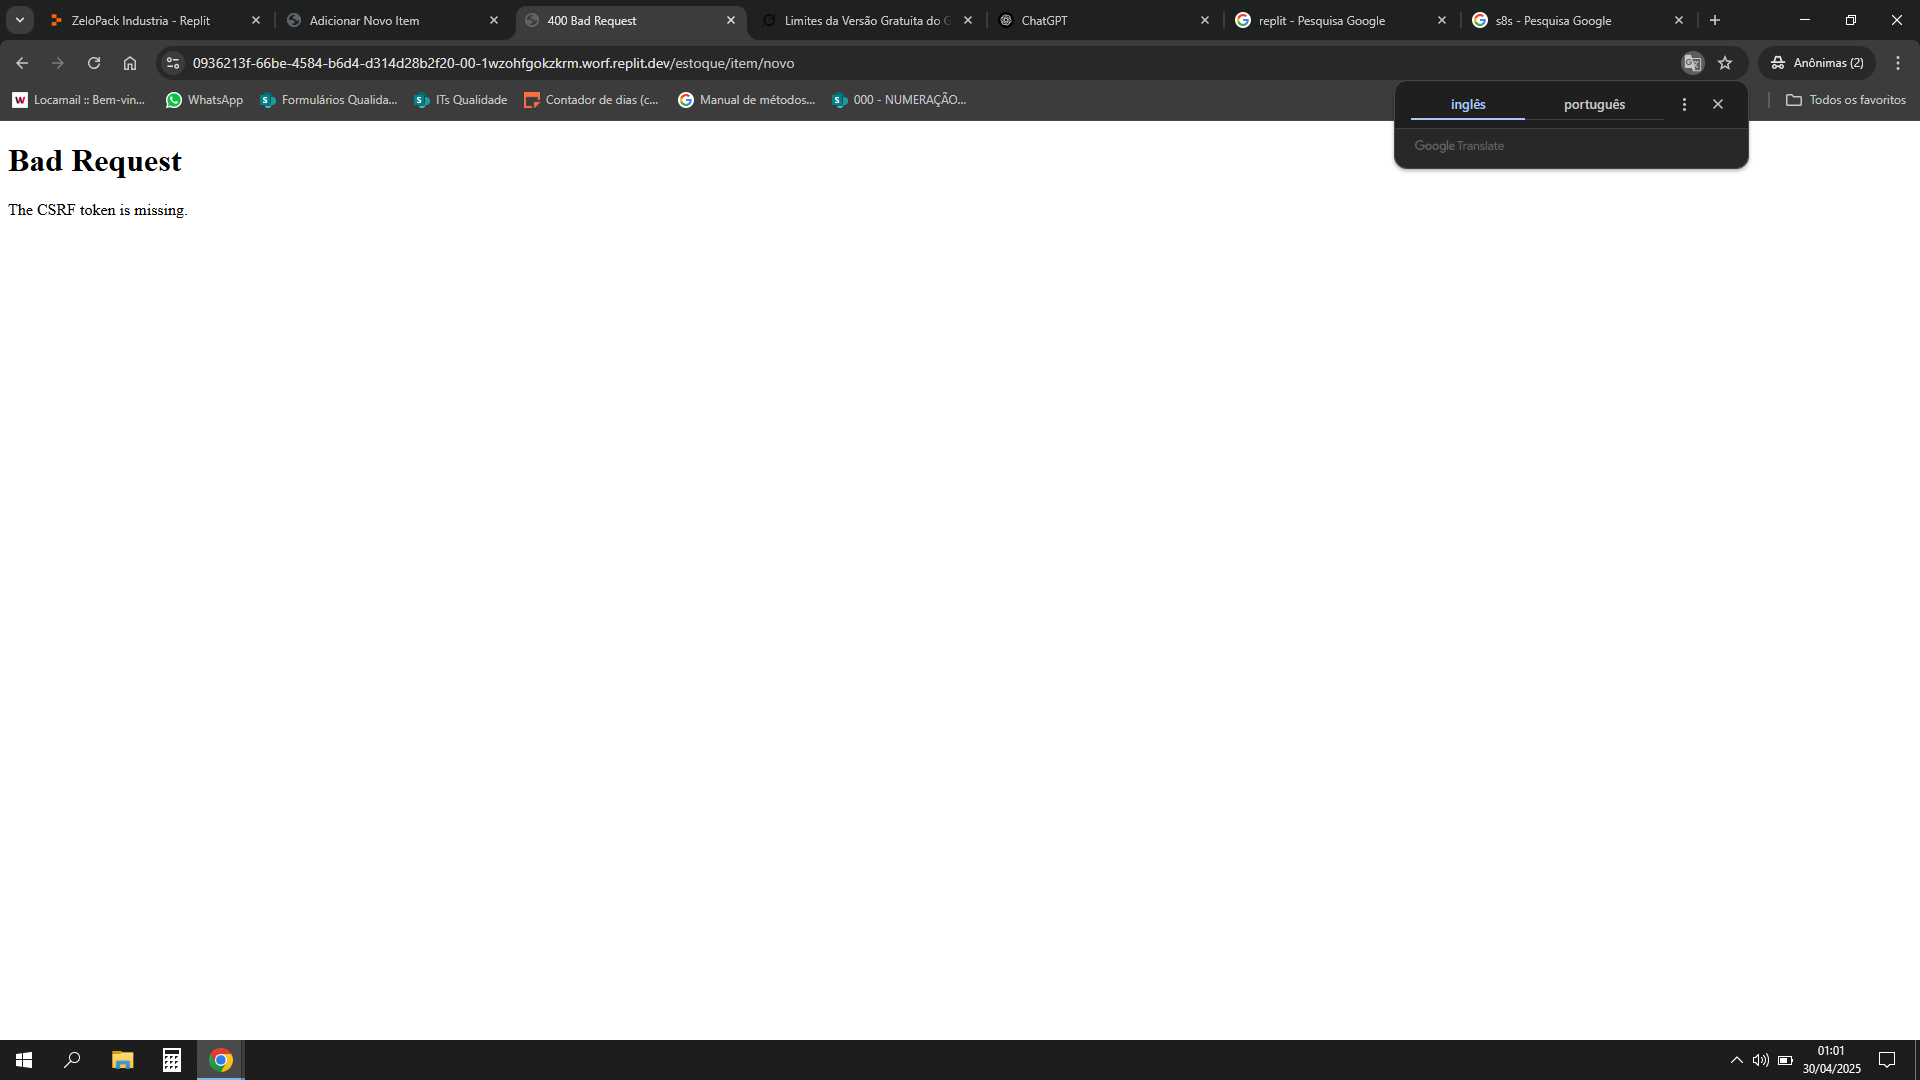 ZeloPack Industria - Replit
Adicionar Novo Item
400 Bad Request
Limites da Versão Gratuita do G
ChatGPT
replit - Pesquisa Google
s8s - Pesquisa Google
0936213f-66be-4584-b6d4-d314d28b2f20-00-1wzohfgokzkrm.worf.replit.dev/estoque/item/novo
Anônimas (2)
Locamail :: Bem-vin...
WhatsApp
Formulários Qualida...
ITs Qualidade
Contador de dias (c...
Manual de métodos...
000 - NUMERAÇÃO...
Todos os favoritos
inglês
português
Google Translate
Bad Request
The CSRF token is missing.
01:01
30/04/2025